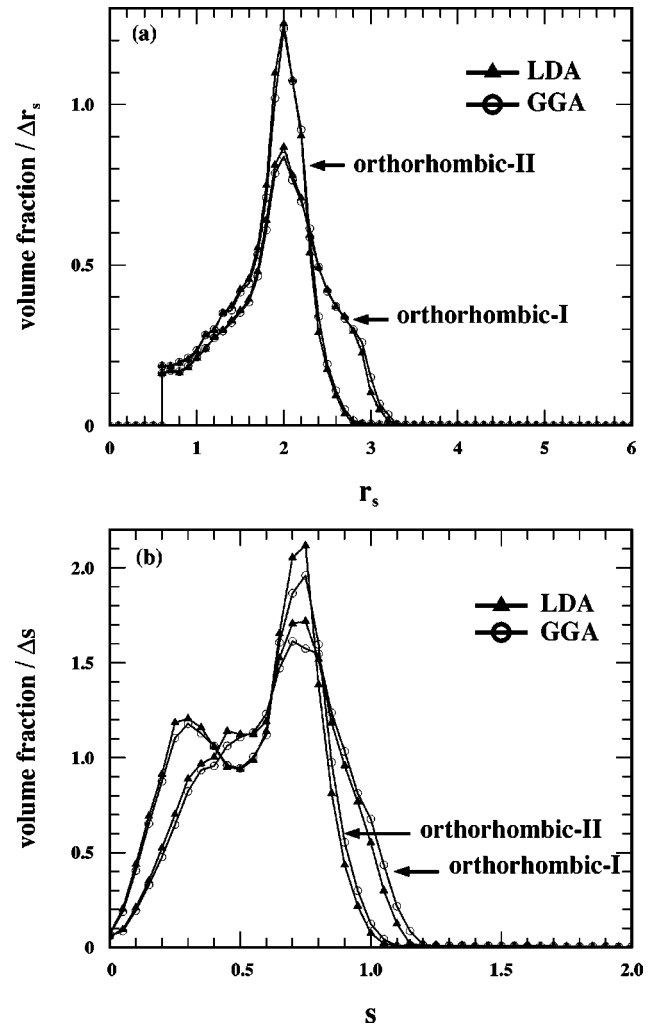 (a)
LDA
GGA
orthorhombic-II
orthorhombic-I
volume fraction / Δrs
1.0
0.5
0
0 1 2 3 4 5 6
rs
(b)
LDA
GGA
orthorhombic-II
orthorhombic-I
volume fraction / Δs
2.0
1.5
1.0
0.5
0
0 0.5 1.0 1.5 2.0
s